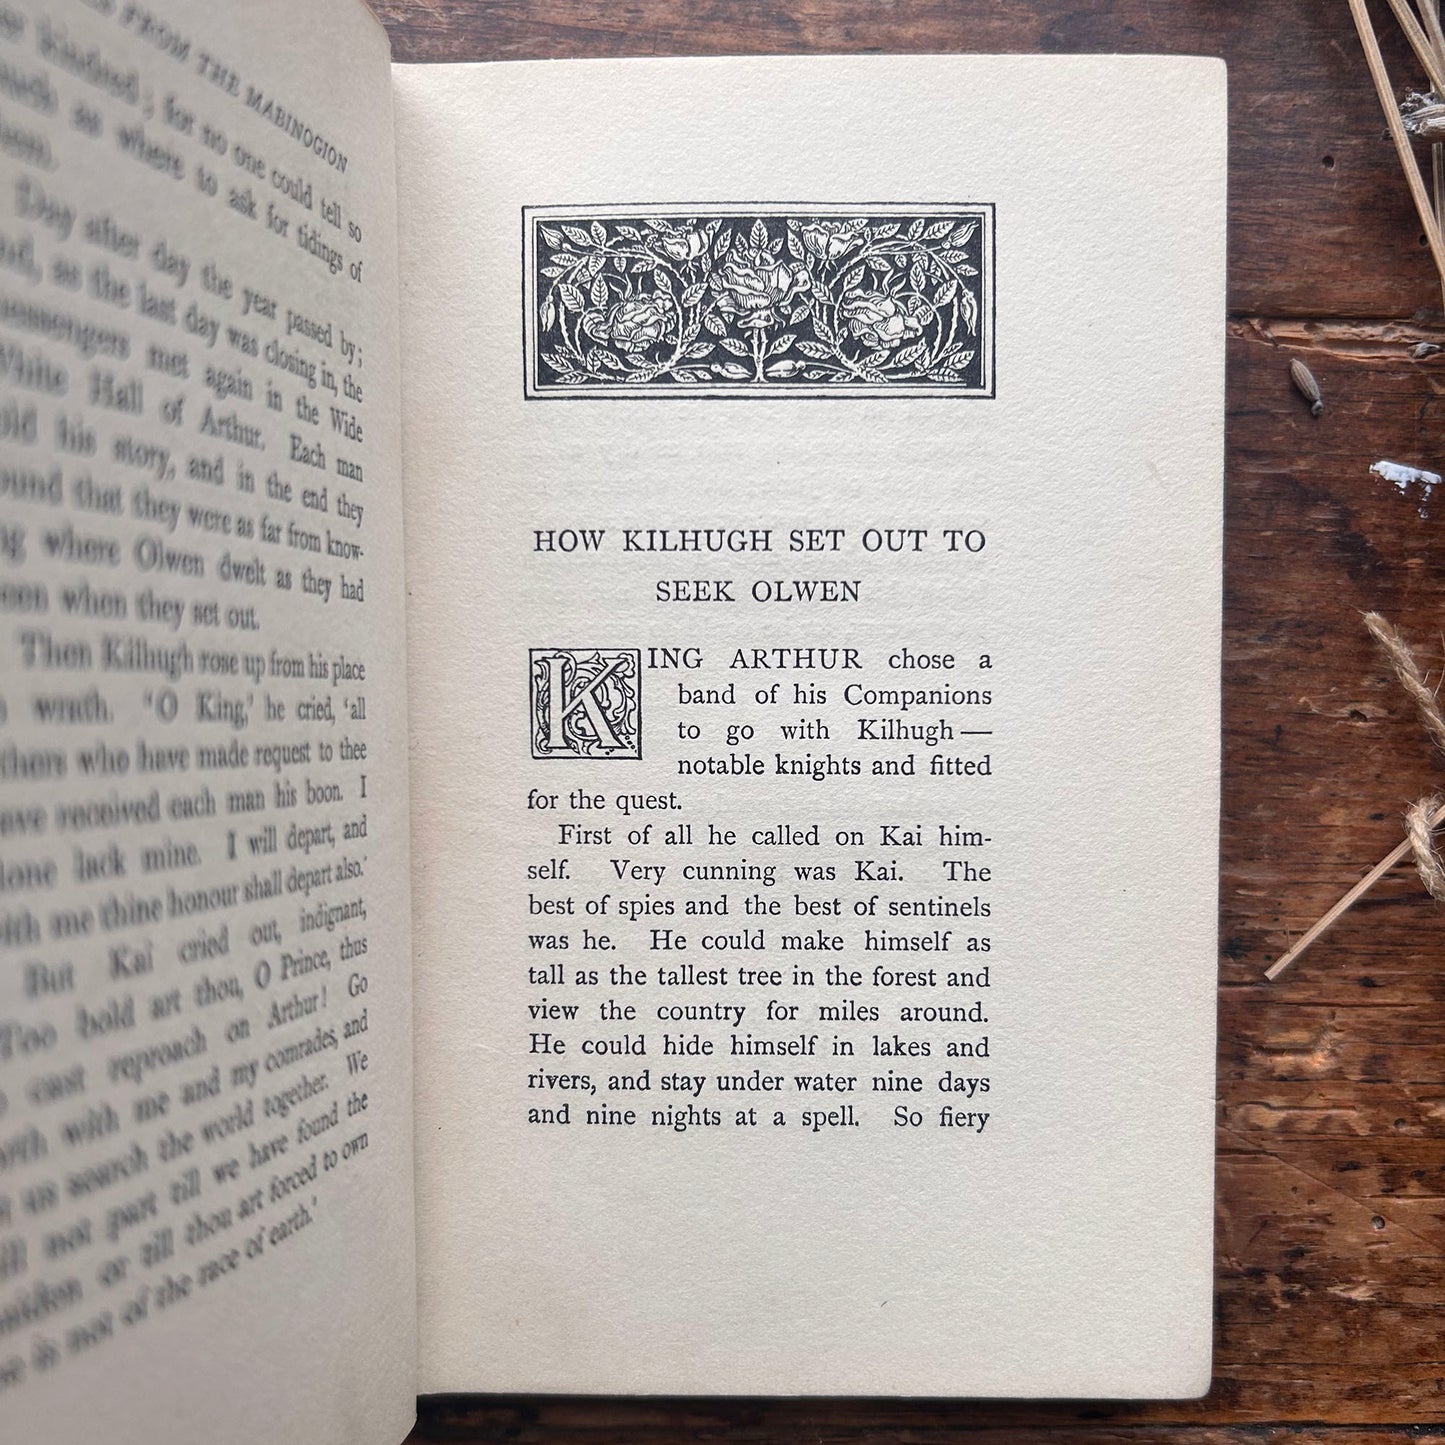 FROM THE MABINOGION
kindred; for no one could tell so
much as where to ask for tidings of
Day after day the year passed by;
as the last day was closing in, the
messengers met again in the Wide
White Hall of Arthur. Each man
told his story, and in the end they
found that they were as far from know-
where Olwen dwelt as they had
been when they set out.
Then Kilhugh rose up from his place
wrath. 'O King,' he cried, 'all
others who have made request to thee
have received each man his boon. I
alone lack mine. I will depart, and
with me thine honour shall depart also.'
But Kai cried out, indignant,
Too bold art thou, O Prince, thus
cast reproach on Arthur! Go
forth with me and my comrades, and
us search the world together. We
will not part till we have found the
maiden or till thou art forced to own
is not of the race of earth.'
HOW KILHUGH SET OUT TO
SEEK OLWEN
KING ARTHUR chose a
band of his Companions
to go with Kilhugh—
notable knights and fitted
for the quest.
First of all he called on Kai him-
self. Very cunning was Kai. The
best of spies and the best of sentinels
was he. He could make himself as
tall as the tallest tree in the forest and
view the country for miles around.
He could hide himself in lakes and
rivers, and stay under water nine days
and nine nights at a spell. So fiery